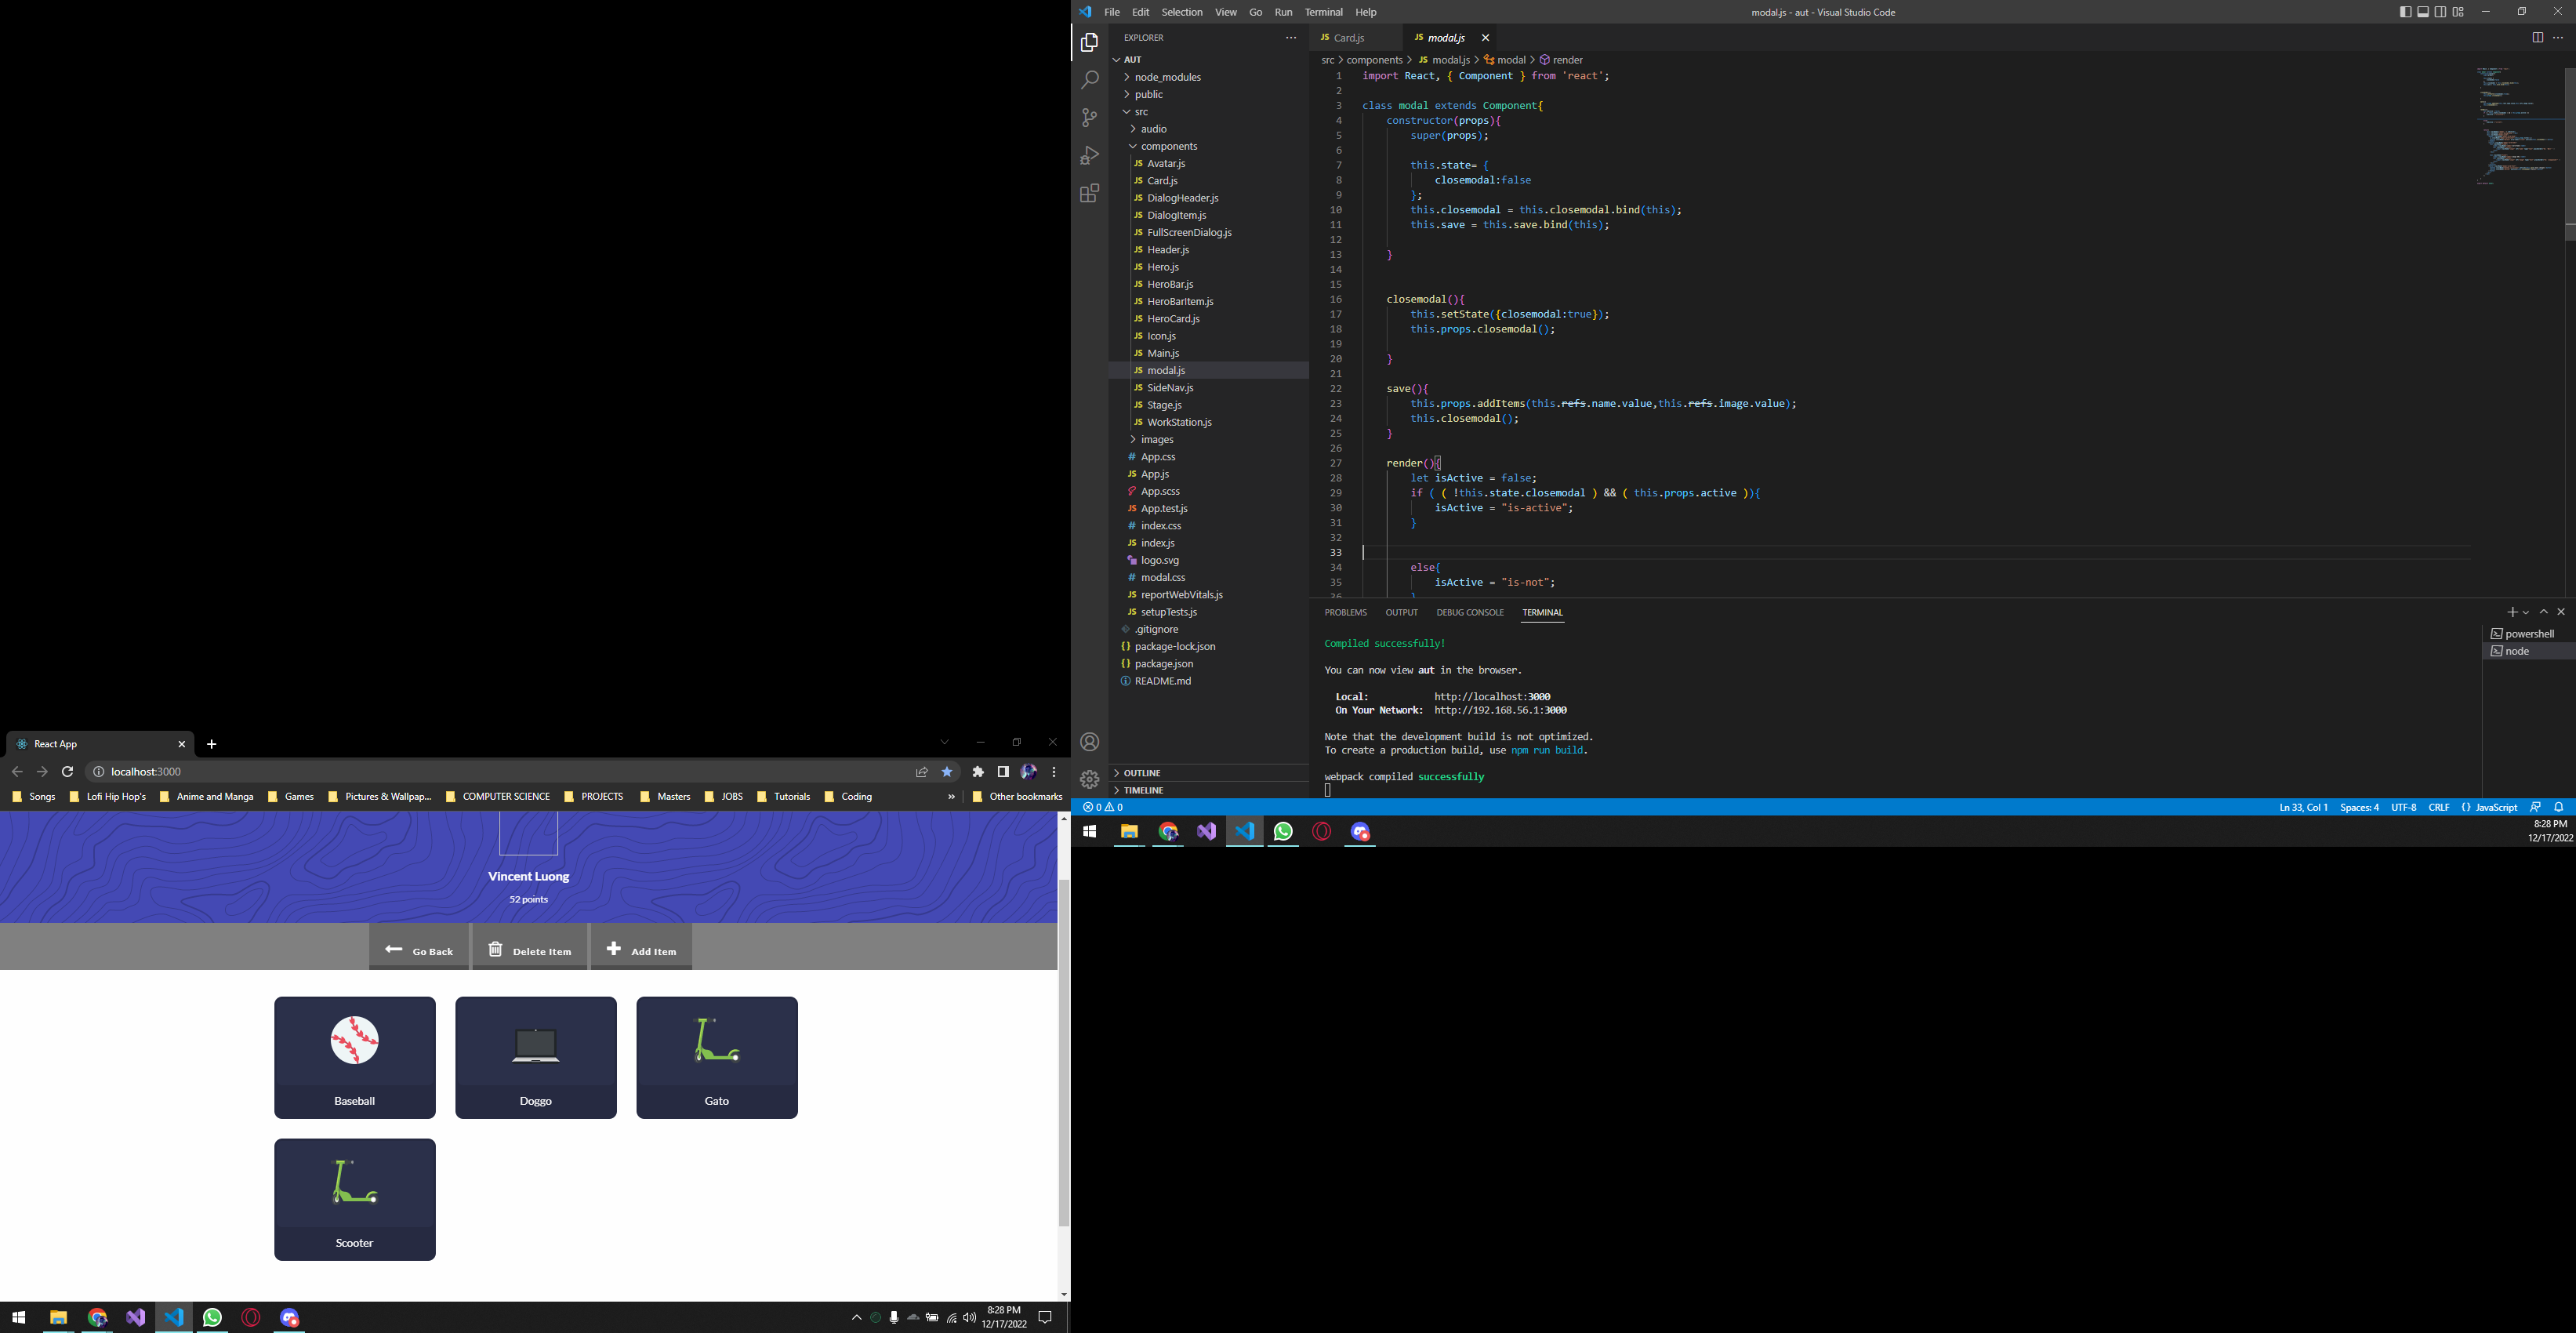 File Edit Selection View Go Run Terminal Help
modal.js - aut - Visual Studio Code
EXPLORER
AUT
node_modules
public
src
audio
components
Avatar.js
Card.js
DialogHeader.js
DialogItem.js
FullScreenDialog.js
Header.js
Hero.js
HeroBar.js
HeroBarItem.js
HeroCard.js
Icon.js
Main.js
modal.js
SideNav.js
Stage.js
WorkStation.js
images
App.css
App.js
App.scss
App.test.js
index.css
index.js
logo.svg
modal.css
reportWebVitals.js
setupTests.js
.gitignore
package-lock.json
package.json
README.md
OUTLINE
TIMELINE
JS Card.js JS modal.js
src > components > JS modal.js > modal > render
1 import React, { Component } from 'react';
2
3 class modal extends Component{
4 constructor(props){
5 super(props);
6
7 this.state= {
8 closemodal:false
9 };
10 this.closemodal = this.closemodal.bind(this);
11 this.save = this.save.bind(this);
12
13 }
14
15
16 closemodal(){
17 this.setState({closemodal:true});
18 this.props.closemodal();
19
20 }
21
22 save(){
23 this.props.addItems(this.refs.name.value,this.refs.image.value);
24 this.closemodal();
25 }
26
27 render(){
28 let isActive = false;
29 if ( ( !this.state.closemodal ) && ( this.props.active )){
30 isActive = "is-active";
31 }
32
33
34 else{
35 isActive = "is-not";
36 }
PROBLEMS OUTPUT DEBUG CONSOLE TERMINAL
Compiled successfully!
You can now view aut in the browser.
Local: http://localhost:3000
On Your Network: http://192.168.56.1:3000
Note that the development build is not optimized.
To create a production build, use npm run build.
webpack compiled successfully
powershell
node
0 0
Ln 33, Col 1 Spaces: 4 UTF-8 CRLF {} JavaScript
8:28 PM
12/17/2022
React App
localhost:3000
Songs Lofi Hip Hop's Anime and Manga Games Pictures & Wallpap... COMPUTER SCIENCE PROJECTS Masters JOBS Tutorials Coding » Other bookmarks
Vincent Luong
52 points
Go Back Delete Item Add Item
Baseball Doggo Gato
Scooter
8:28 PM
12/17/2022